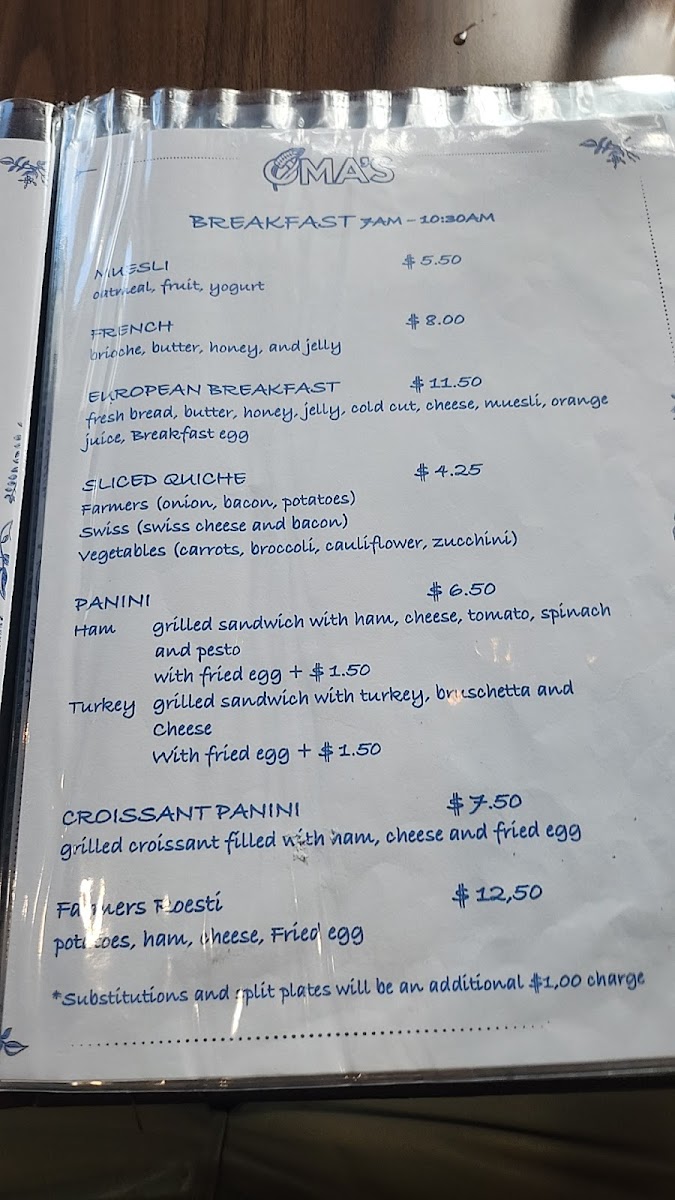 OMA'S
BREAKFAST 7AM - 10:30AM
MUESLI $ 5.50
oatmeal, fruit, yogurt
FRENCH $ 8.00
brioche, butter, honey, and jelly
EUROPEAN BREAKFAST $ 11.50
fresh bread, butter, honey, jelly, cold cut, cheese, muesli, orange
juice, Breakfast egg
SLICED QUICHE $ 4.25
Farmers (onion, bacon, potatoes)
Swiss (swiss cheese and bacon)
Vegetables (carrots, broccoli, cauliflower, zucchini)
PANINI $ 6.50
Ham grilled sandwich with ham, cheese, tomato, spinach
and pesto
with fried egg + $ 1.50
Turkey grilled sandwich with turkey, bruschetta and
Cheese
With fried egg + $ 1.50
CROISSANT PANINI $ 7.50
grilled croissant filled with ham, cheese and fried egg
Farmers Roesti $ 12,50
potatoes, ham, cheese, Fried egg
*Substitutions and split plates will be an additional $1,00 charge